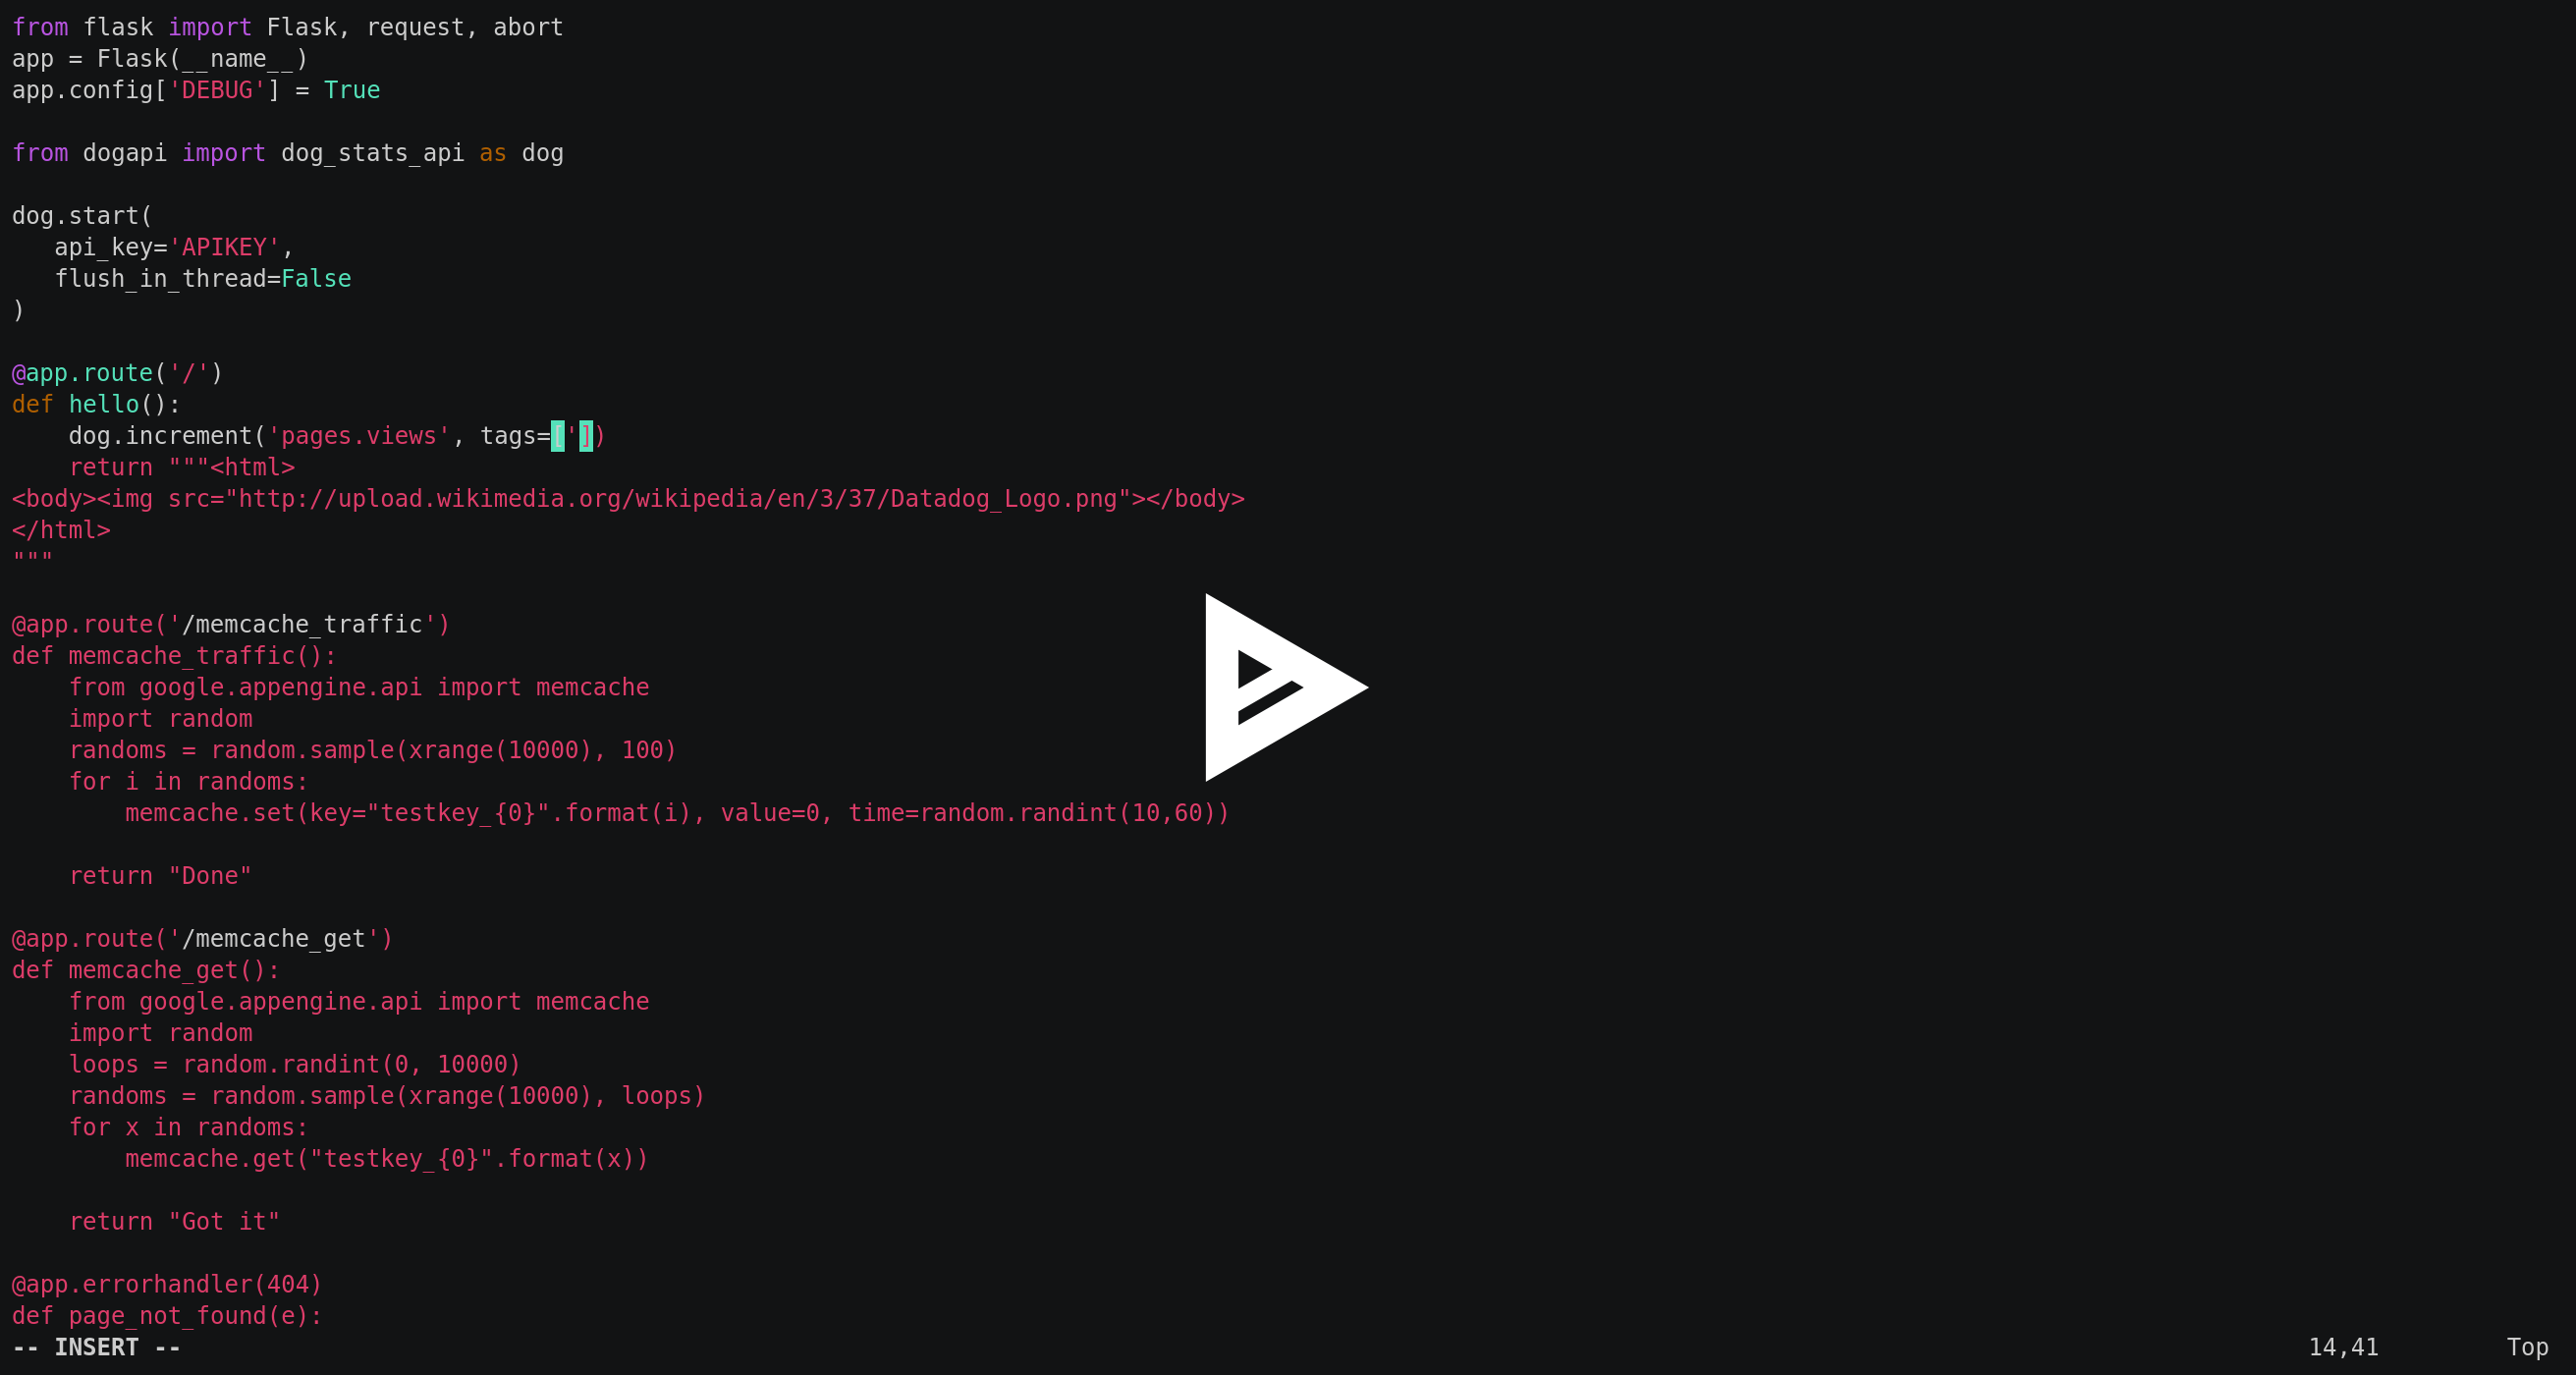 from flask import Flask, request, abort
app = Flask(__name__)
app.config['DEBUG'] = True

from dogapi import dog_stats_api as dog

dog.start(
   api_key='APIKEY',
   flush_in_thread=False
)

@app.route('/')
def hello():
    dog.increment('pages.views', tags=['])
    return """<html>
<body><img src="http://upload.wikimedia.org/wikipedia/en/3/37/Datadog_Logo.png"></body>
</html>
"""

@app.route('/memcache_traffic')
def memcache_traffic():
    from google.appengine.api import memcache
    import random
    randoms = random.sample(xrange(10000), 100)
    for i in randoms:
        memcache.set(key="testkey_{0}".format(i), value=0, time=random.randint(10,60))

    return "Done"

@app.route('/memcache_get')
def memcache_get():
    from google.appengine.api import memcache
    import random
    loops = random.randint(0, 10000)
    randoms = random.sample(xrange(10000), loops)
    for x in randoms:
        memcache.get("testkey_{0}".format(x))

    return "Got it"

@app.errorhandler(404)
def page_not_found(e):
-- INSERT -- 14,41 Top